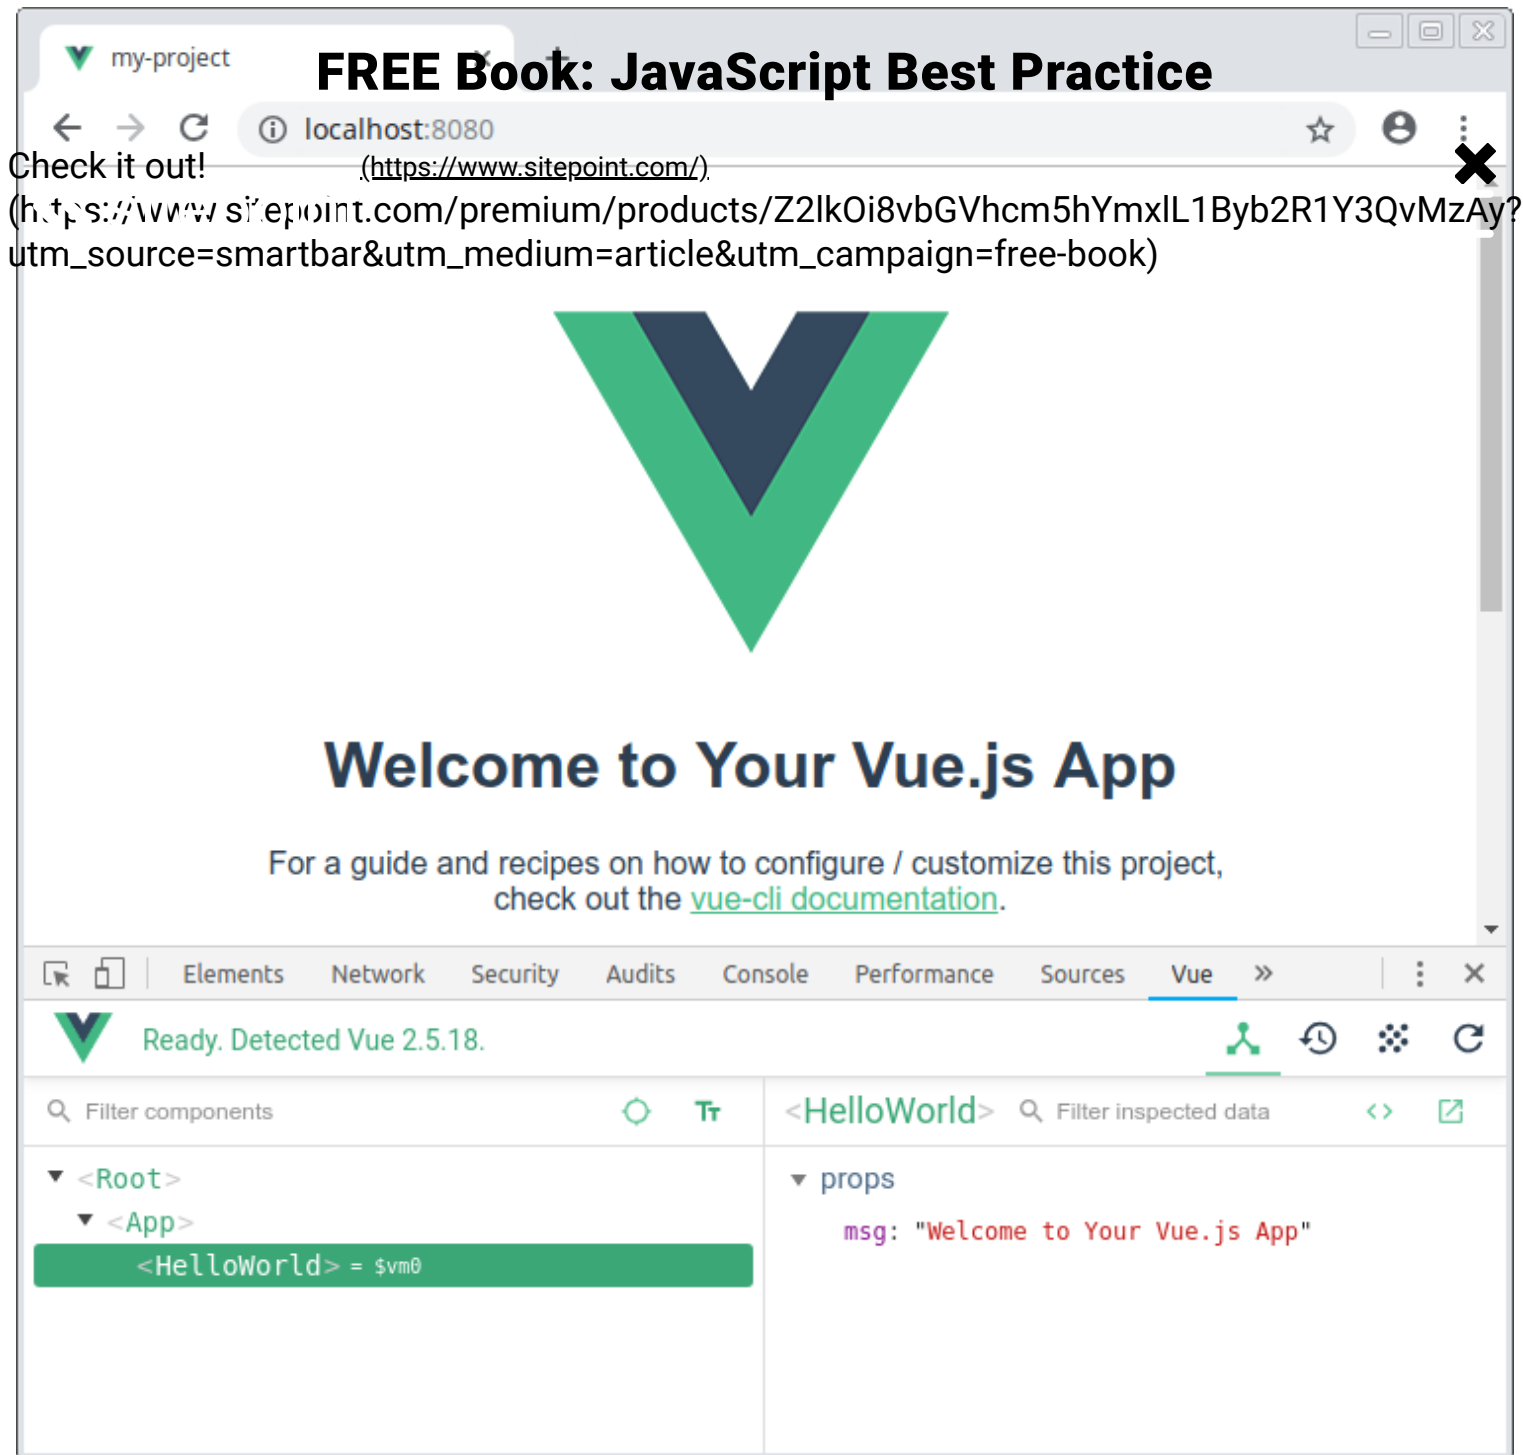 my-project
FREE Book: JavaScript Best Practice
localhost:8080
Check it out! (https://www.sitepoint.com/)
(https://www.sitepoint.com/premium/products/Z2lkOi8vbGVhcm5hYmxlL1Byb2R1Y3QvMzAy?
utm_source=smartbar&utm_medium=article&utm_campaign=free-book)
Welcome to Your Vue.js App
For a guide and recipes on how to configure / customize this project,
check out the vue-cli documentation.
Elements Network Security Audits Console Performance Sources Vue »
Ready. Detected Vue 2.5.18.
Filter components Tт <HelloWorld> Filter inspected data
<Root> props
<App> msg: "Welcome to Your Vue.js App"
<HelloWorld> = $vm0